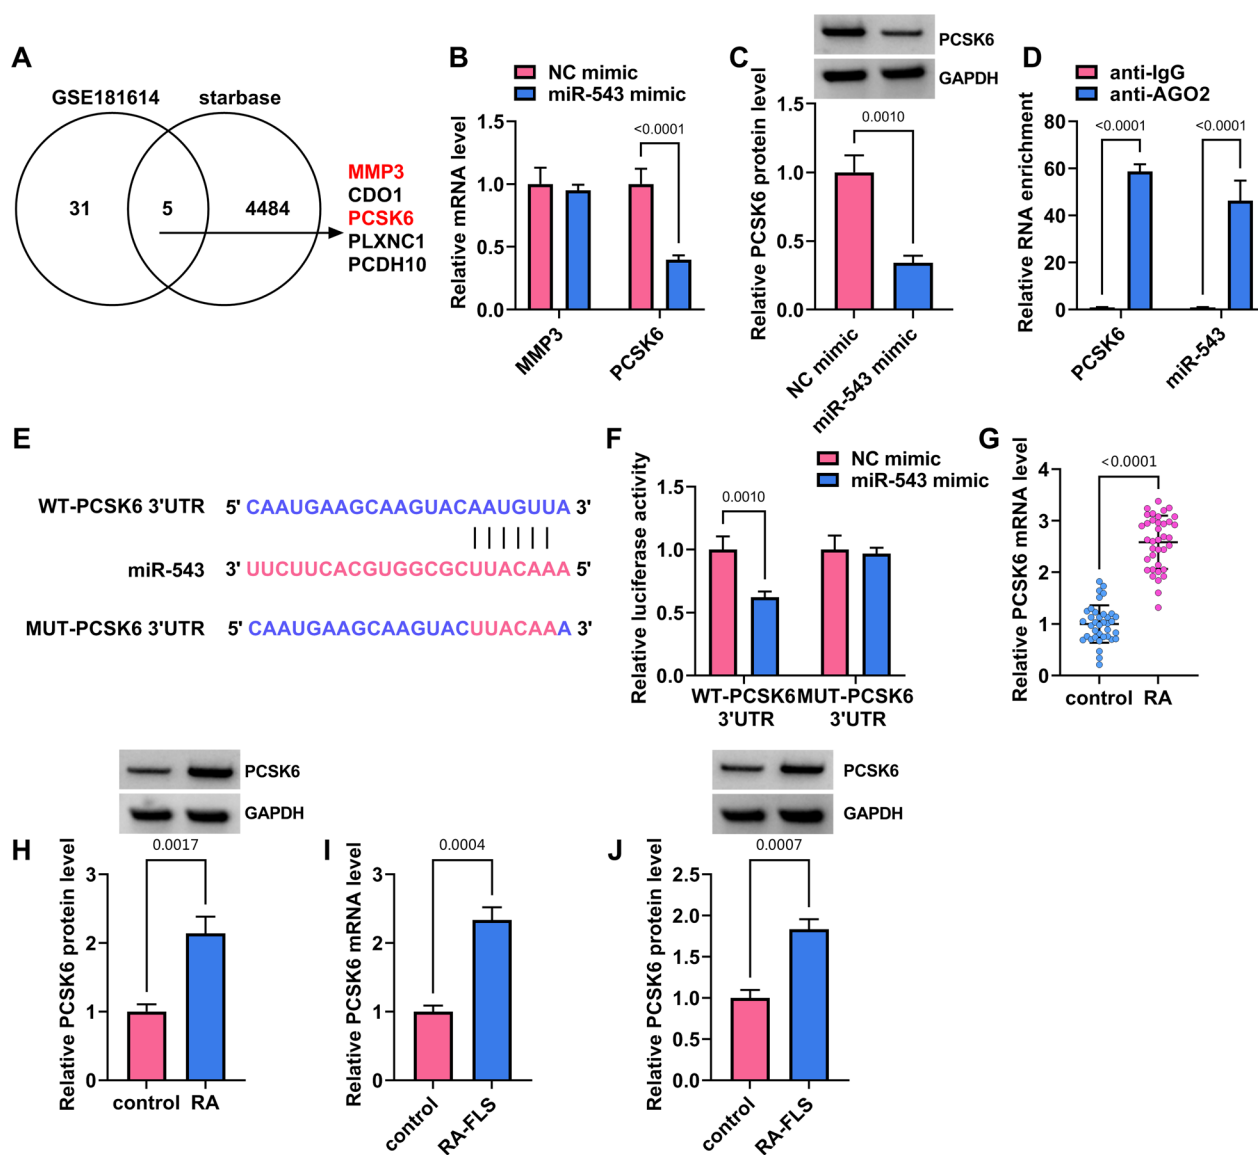 A
GSE181614
starbase
31
5
4484
MMP3
CDO1
PCSK6
PLXNC1
PCDH10
B
NC mimic
miR-543 mimic
Relative mRNA level
1.5
1.0
0.5
0.0
<0.0001
MMP3
PCSK6
C
PCSK6
GAPDH
Relative PCSK6 protein level
1.5
1.0
0.5
0.0
0.0010
NC mimic
miR-543 mimic
D
anti-IgG
anti-AGO2
Relative RNA enrichment
80
60
40
20
0
<0.0001
<0.0001
PCSK6
miR-543
E
WT-PCSK6 3'UTR 5' CAAUGAAGCAAGUACAAUGUUA 3'
miR-543 3' UUCUUCACGUGGCGCUUACAAA 5'
MUT-PCSK6 3'UTR 5' CAAUGAAGCAAGUACUUACAAA 3'
F
NC mimic
miR-543 mimic
Relative luciferase activity
1.5
1.0
0.5
0.0
0.0010
WT-PCSK6
3'UTR
MUT-PCSK6
3'UTR
G
Relative PCSK6 mRNA level
4
3
2
1
0
<0.0001
control
RA
H
PCSK6
GAPDH
Relative PCSK6 protein level
3
2
1
0
0.0017
control
RA
I
Relative PCSK6 mRNA level
3
2
1
0
0.0004
control
RA-FLS
J
PCSK6
GAPDH
Relative PCSK6 protein level
2.5
2.0
1.5
1.0
0.5
0.0
0.0007
control
RA-FLS